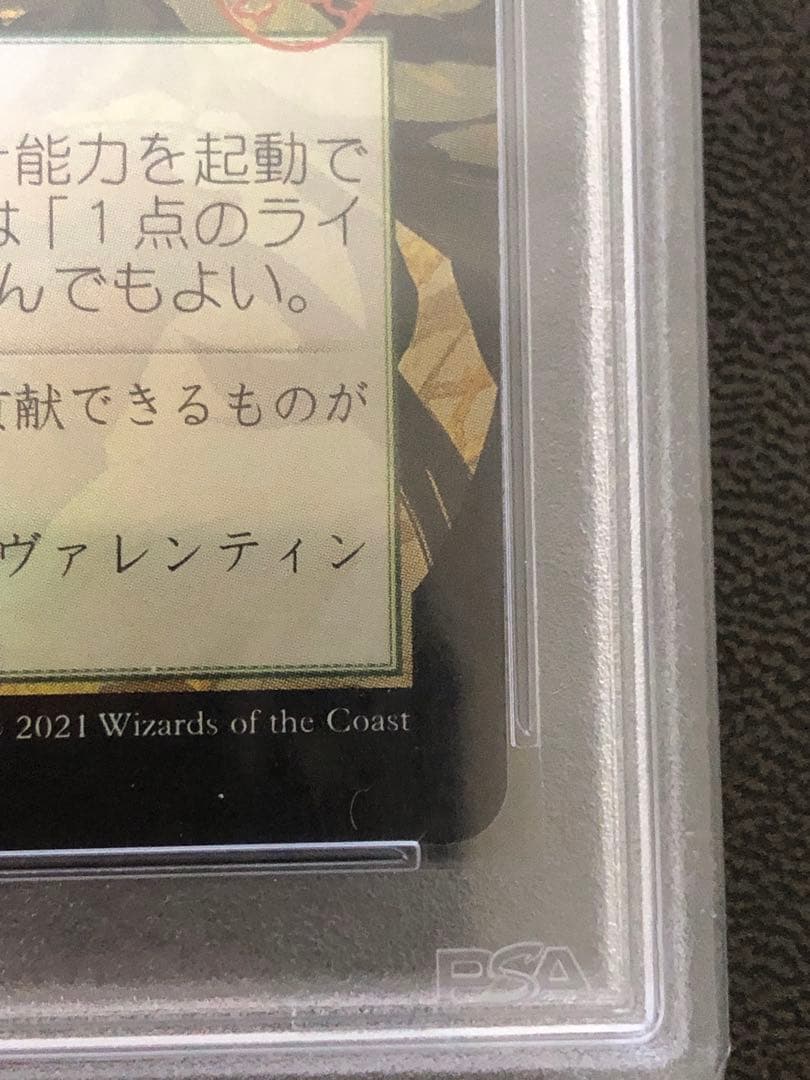 能力を起動で
は「1点のライ
んでもよい。
献できるものが
ヴァレンティン
2021 Wizards of the Coast
PSA